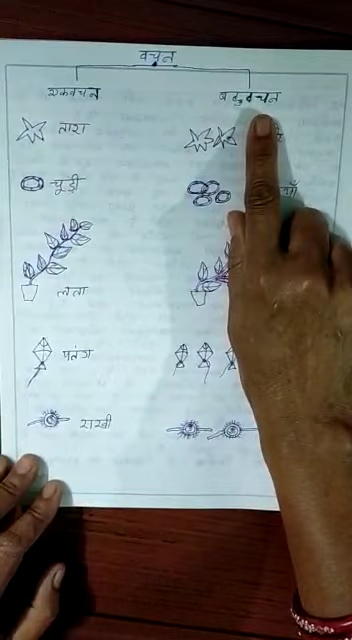 वचन
एकवचन
बहुवचन
तारा
चूड़ी
लता
पतंग
राखी